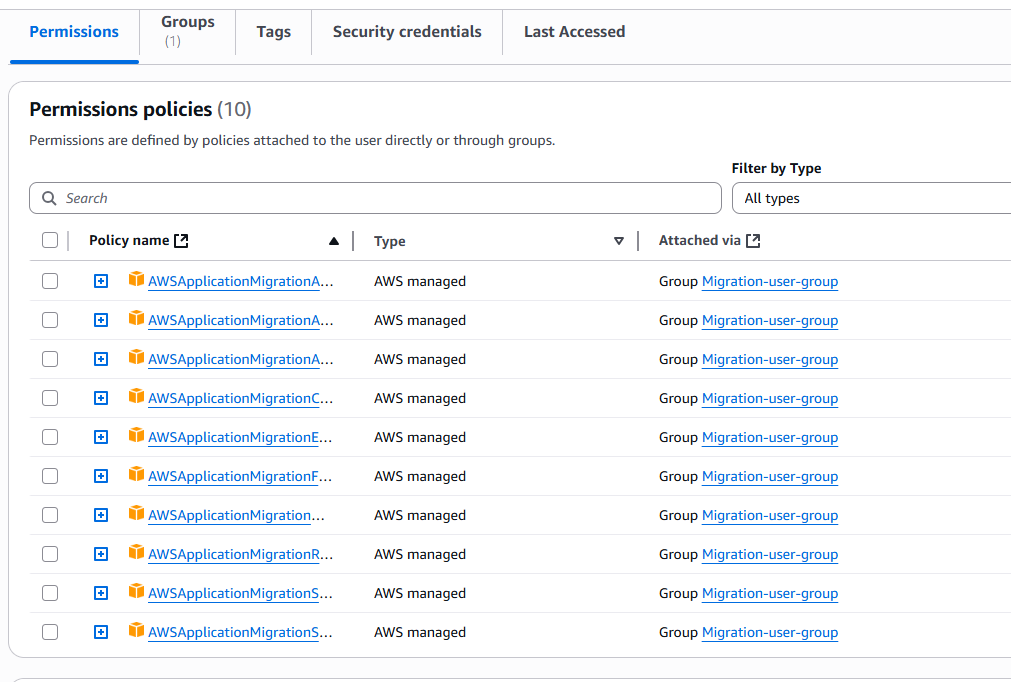 Permissions
Groups
(1)
Tags
Security credentials
Last Accessed
Permissions policies (10)
Permissions are defined by policies attached to the user directly or through groups.
Filter by Type
Search
All types
Policy name
Type
Attached via
AWSApplicationMigrationA... AWS managed Group Migration-user-group
AWSApplicationMigrationA... AWS managed Group Migration-user-group
AWSApplicationMigrationA... AWS managed Group Migration-user-group
AWSApplicationMigrationC... AWS managed Group Migration-user-group
AWSApplicationMigrationE... AWS managed Group Migration-user-group
AWSApplicationMigrationF... AWS managed Group Migration-user-group
AWSApplicationMigration... AWS managed Group Migration-user-group
AWSApplicationMigrationR... AWS managed Group Migration-user-group
AWSApplicationMigrationS... AWS managed Group Migration-user-group
AWSApplicationMigrationS... AWS managed Group Migration-user-group